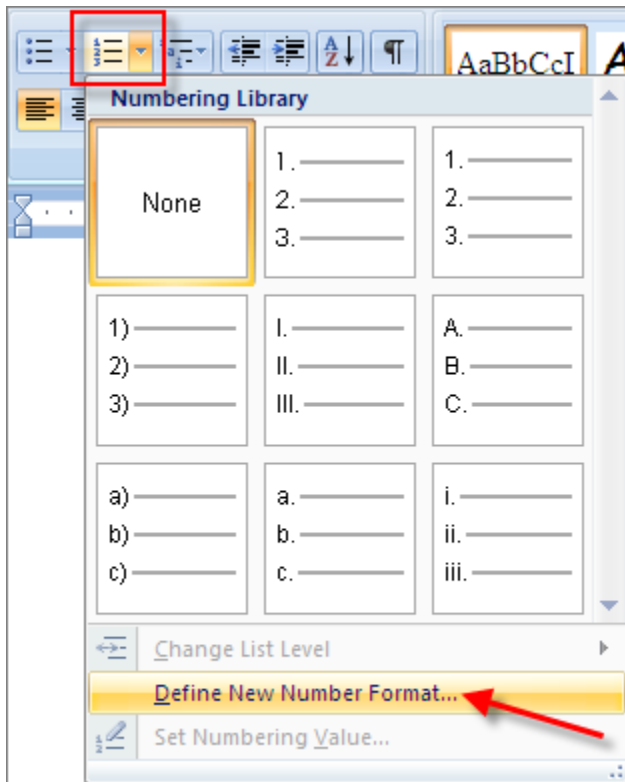 AaBbCcI A
Numbering Library
None
1.
2.
3.
1.
2.
3.
1)
2)
3)
I.
II.
III.
A.
B.
C.
a)
b)
c)
a.
b.
c.
i.
ii.
iii.
Change List Level
Define New Number Format...
Set Numbering Value...